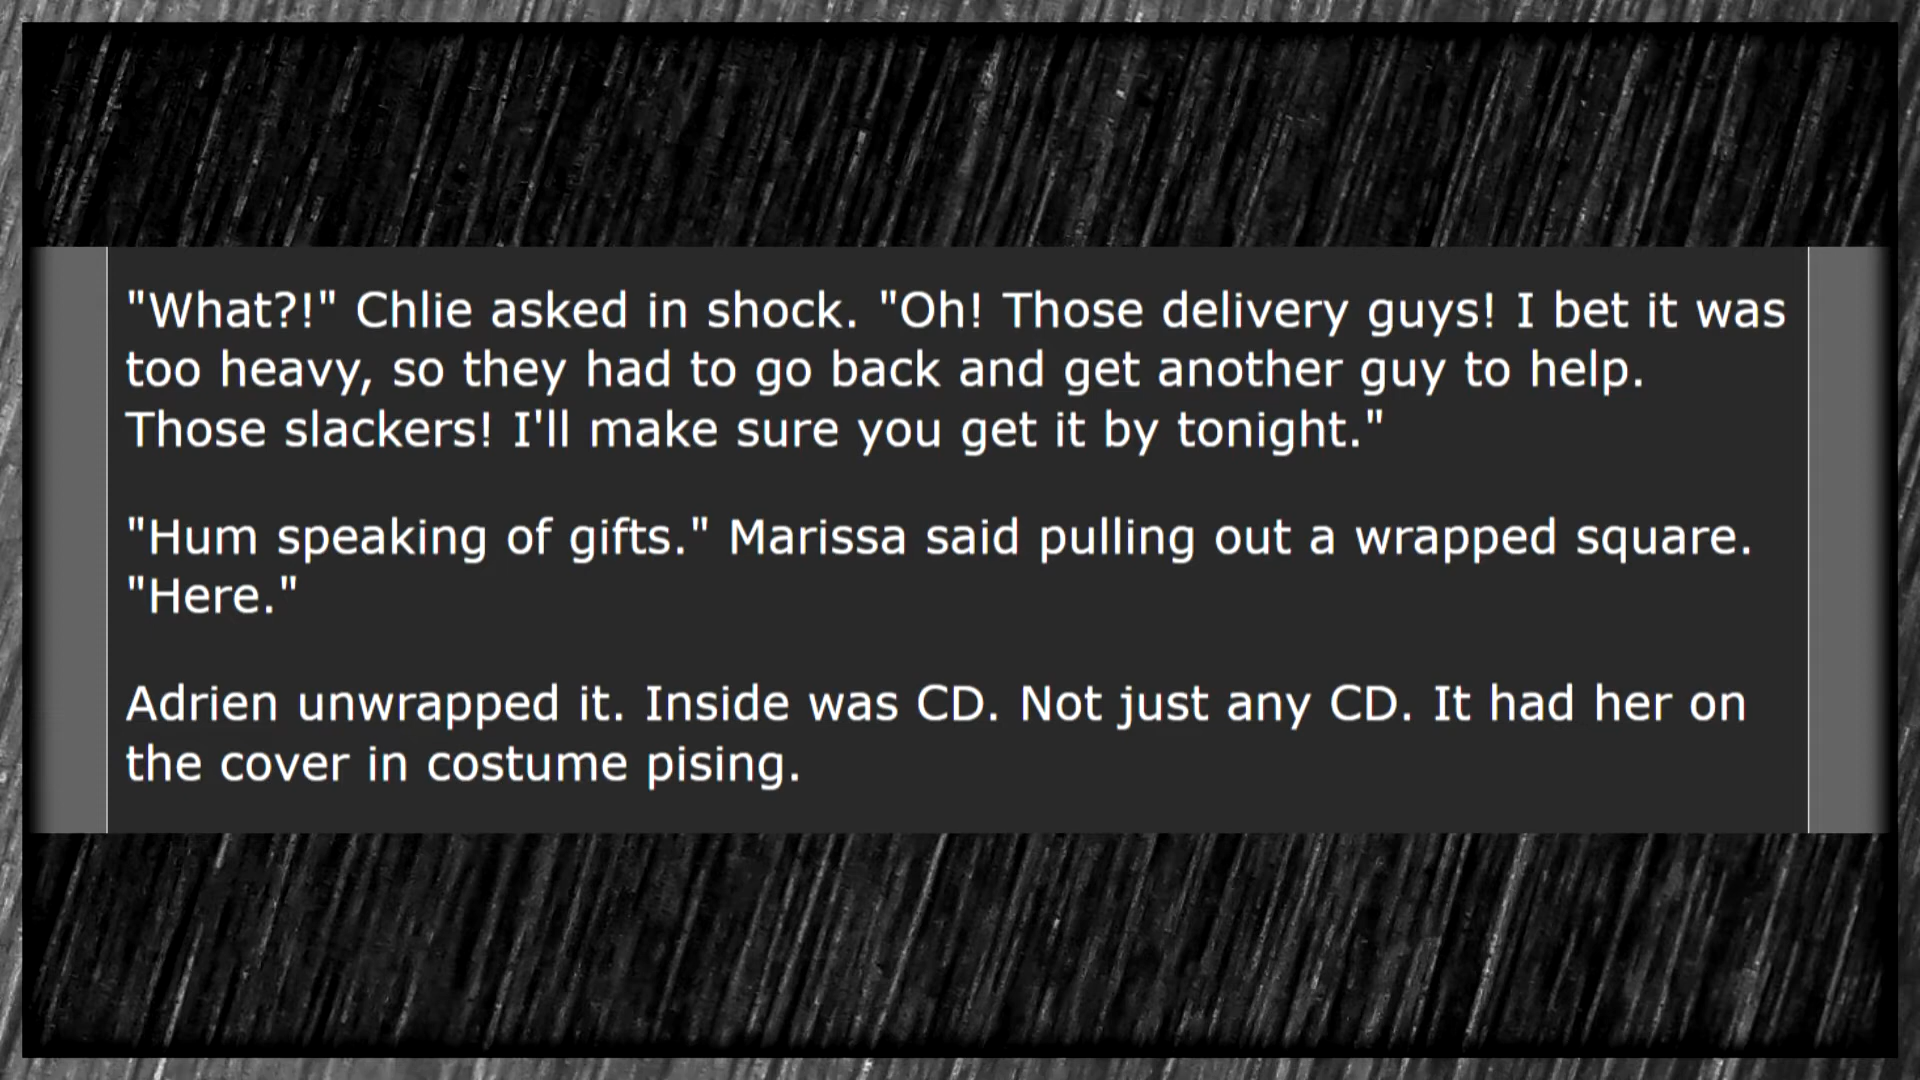 "What?!" Chlie asked in shock. "Oh! Those delivery guys! I bet it was
too heavy, so they had to go back and get another guy to help.
Those slackers! I'll make sure you get it by tonight."
"Hum speaking of gifts." Marissa said pulling out a wrapped square.
"Here."
Adrien unwrapped it. Inside was CD. Not just any CD. It had her on
the cover in costume pising.